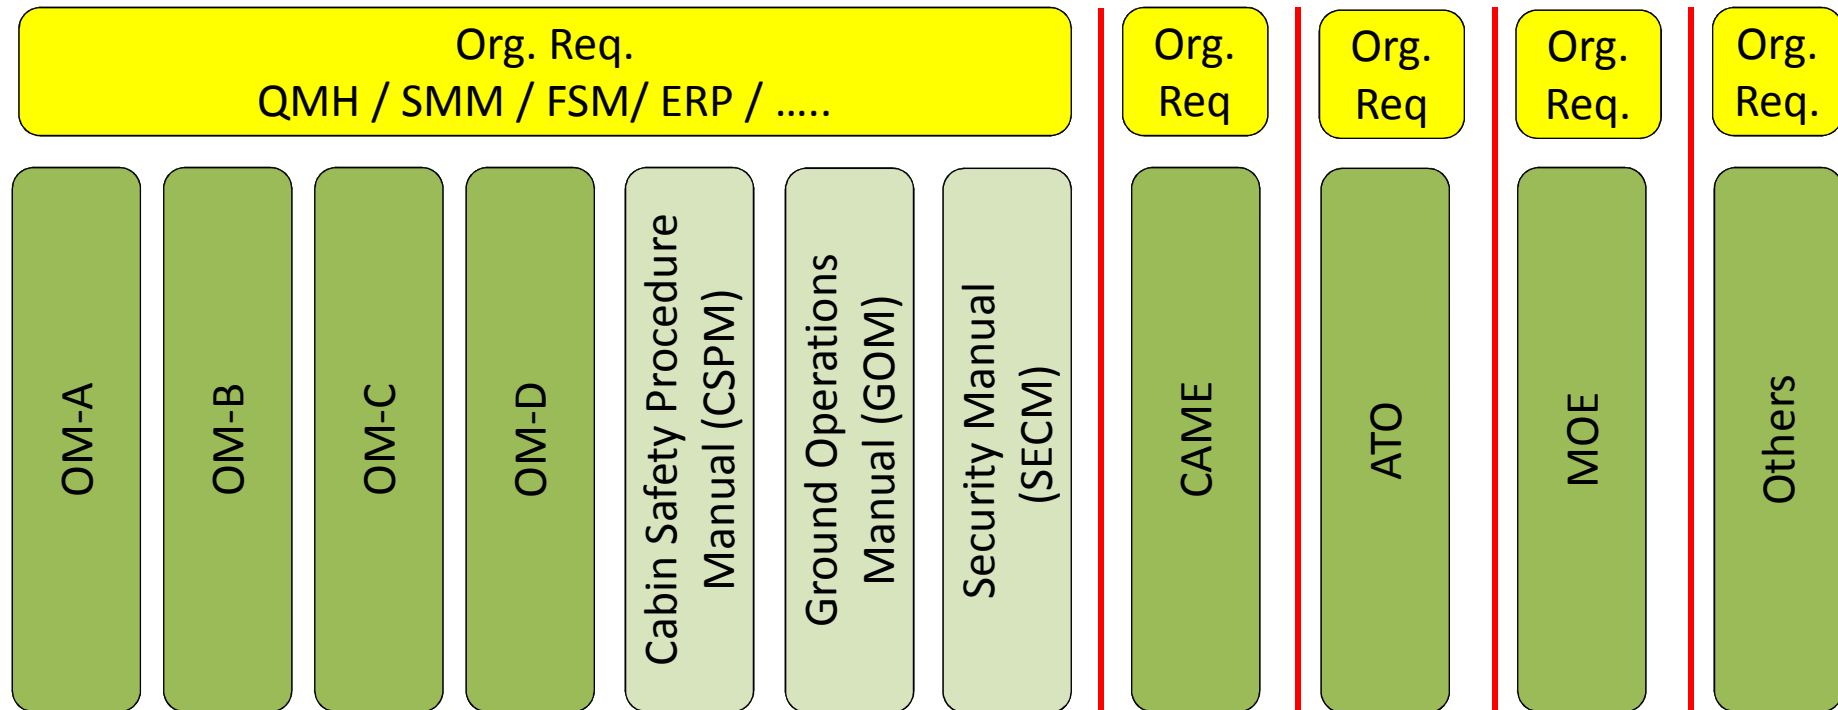 Org. Req.
QMH / SMM / FSM/ ERP / .....
Org.
Req
Org.
Req
Org.
Req.
Org.
Req.
OM-A
OM-B
OM-C
OM-D
Cabin Safety Procedure
Manual (CSPM)
Ground Operations
Manual (GOM)
Security Manual
(SECM)
CAME
ATO
MOE
Others